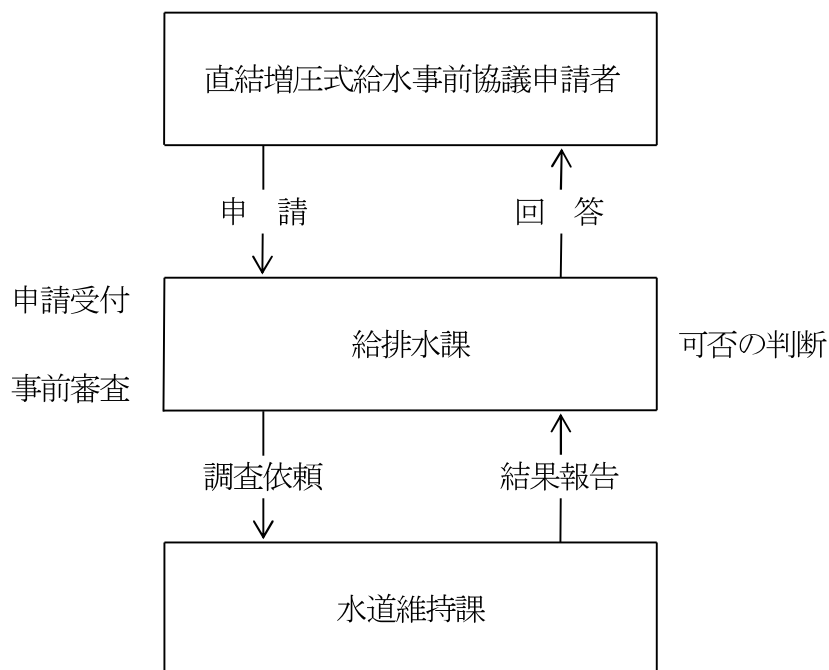 直結増圧式給水事前協議申請者
申　請
回　答
申請受付
給排水課
可否の判断
事前審査
調査依頼
結果報告
水道維持課